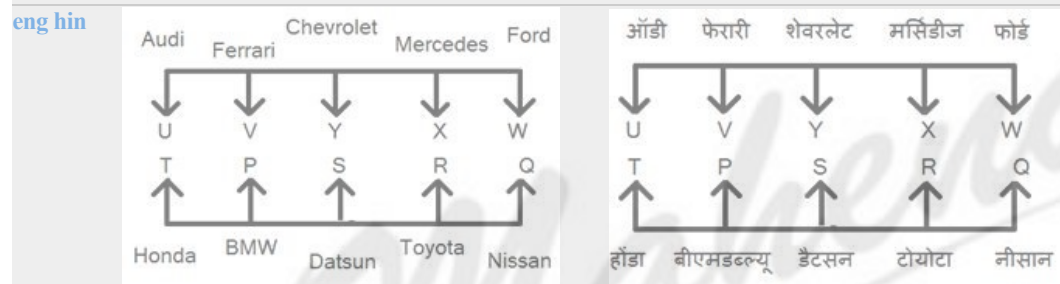 eng hin
Audi Ferrari Chevrolet Mercedes Ford
U V Y X W
T P S R Q
Honda BMW Datsun Toyota Nissan
ऑडी फेरारी शेवरलेट मर्सिडीज फोर्ड
U V Y X W
T P S R Q
होंडा बीएमडब्ल्यू डैटसन टोयोटा नीसान